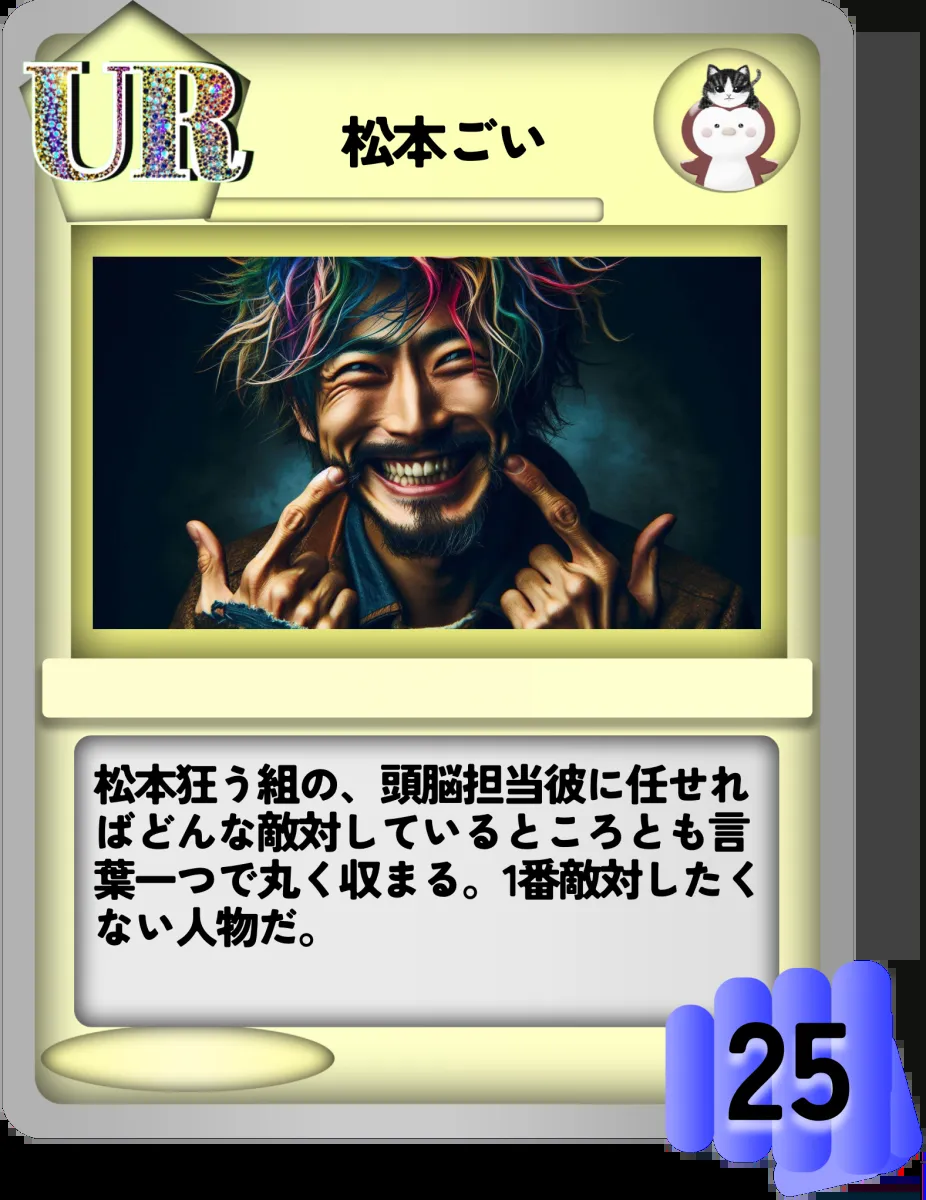 UR
松本ごい
松本狂う組の、頭脳担当彼に任せれ
ばどんな敵対しているところとも言
葉一つで丸く収まる。1番敵対したく
ない人物だ。
25